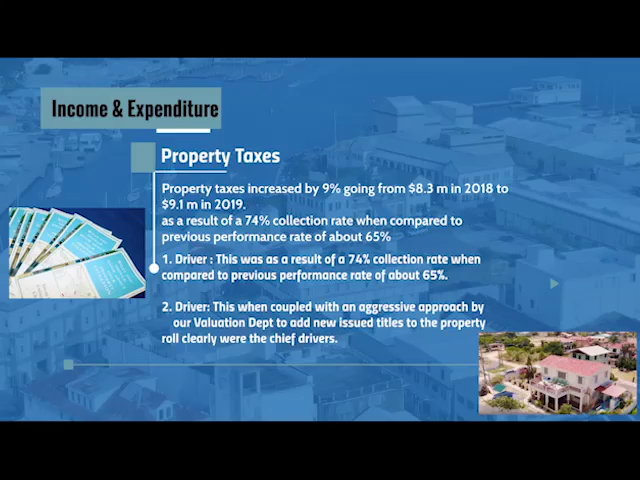 Income & Expenditure
Property Taxes
Property taxes increased by 9% going from $8.3 m in 2018 to
$9.1 m in 2019.
as a result of a 74% collection rate when compared to
previous performance rate of about 65%
1. Driver : This was as a result of a 74% collection rate when
compared to previous performance rate of about 65%.
2. Driver: This when coupled with an aggressive approach by
our Valuation Dept to add new issued titles to the property
roll clearly were the chief drivers.